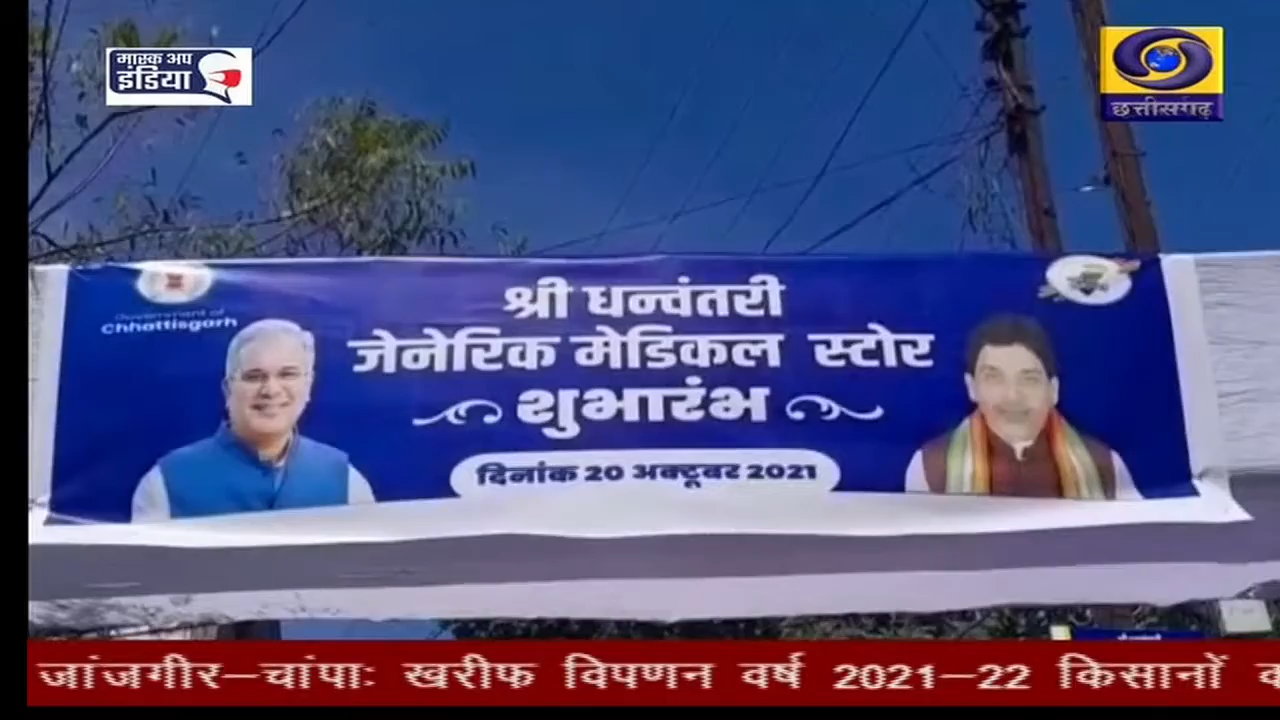 मास्क अप
इंडिया
छत्तीसगढ़
Government of
Chhattisgarh
श्री धन्वंतरी
जेनेरिक मेडिकल स्टोर
शुभारंभ
दिनांक 20 अक्टूबर 2021
जांजगीर-चांपाः खरीफ विपणन वर्ष 2021-22 किसानों